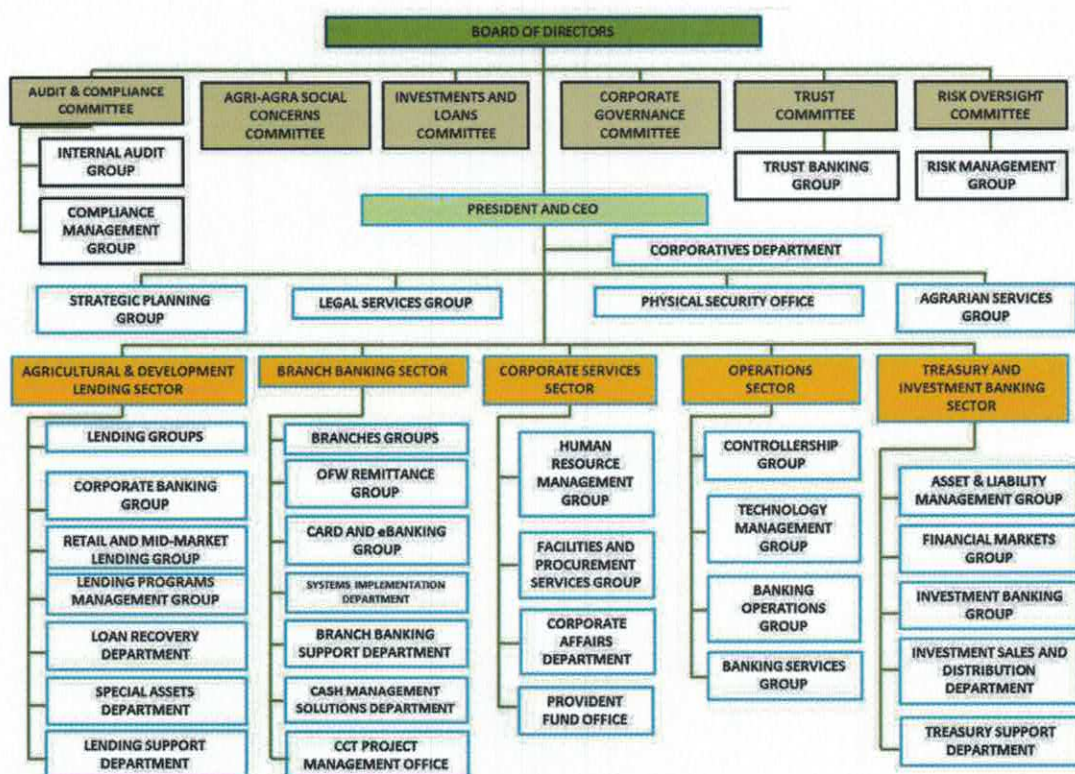 BOARD OF DIRECTORS
AUDIT & COMPLIANCE
COMMITTEE
AGRI-AGRA SOCIAL
CONCERNS
COMMITTEE
INVESTMENTS AND
LOANS
COMMITTEE
CORPORATE
GOVERNANCE
COMMITTEE
TRUST
COMMITTEE
RISK OVERSIGHT
COMMITTEE
INTERNAL AUDIT
GROUP
COMPLIANCE
MANAGEMENT
GROUP
TRUST BANKING
GROUP
RISK MANAGEMENT
GROUP
PRESIDENT AND CEO
CORPORATIVES DEPARTMENT
STRATEGIC PLANNING
GROUP
LEGAL SERVICES GROUP
PHYSICAL SECURITY OFFICE
AGRARIAN SERVICES
GROUP
AGRICULTURAL & DEVELOPMENT
LENDING SECTOR
LENDING GROUPS
CORPORATE BANKING
GROUP
RETAIL AND MID-MARKET
LENDING GROUP
LENDING PROGRAMS
MANAGEMENT GROUP
LOAN RECOVERY
DEPARTMENT
SPECIAL ASSETS
DEPARTMENT
LENDING SUPPORT
DEPARTMENT
BRANCH BANKING SECTOR
BRANCHES GROUPS
OFW REMITTANCE
GROUP
CARD AND eBANKING
GROUP
SYSTEMS IMPLEMENTATION
DEPARTMENT
BRANCH BANKING
SUPPORT DEPARTMENT
CASH MANAGEMENT
SOLUTIONS DEPARTMENT
CCT PROJECT
MANAGEMENT OFFICE
CORPORATE SERVICES
SECTOR
HUMAN
RESOURCE
MANAGEMENT
GROUP
FACILITIES AND
PROCUREMENT
SERVICES GROUP
CORPORATE
AFFAIRS
DEPARTMENT
PROVIDENT
FUND OFFICE
OPERATIONS
SECTOR
CONTROLLERSHIP
GROUP
TECHNOLOGY
MANAGEMENT
GROUP
BANKING
OPERATIONS
GROUP
BANKING SERVICES
GROUP
TREASURY AND
INVESTMENT BANKING
SECTOR
ASSET & LIABILITY
MANAGEMENT GROUP
FINANCIAL MARKETS
GROUP
INVESTMENT BANKING
GROUP
INVESTMENT SALES AND
DISTRIBUTION
DEPARTMENT
TREASURY SUPPORT
DEPARTMENT